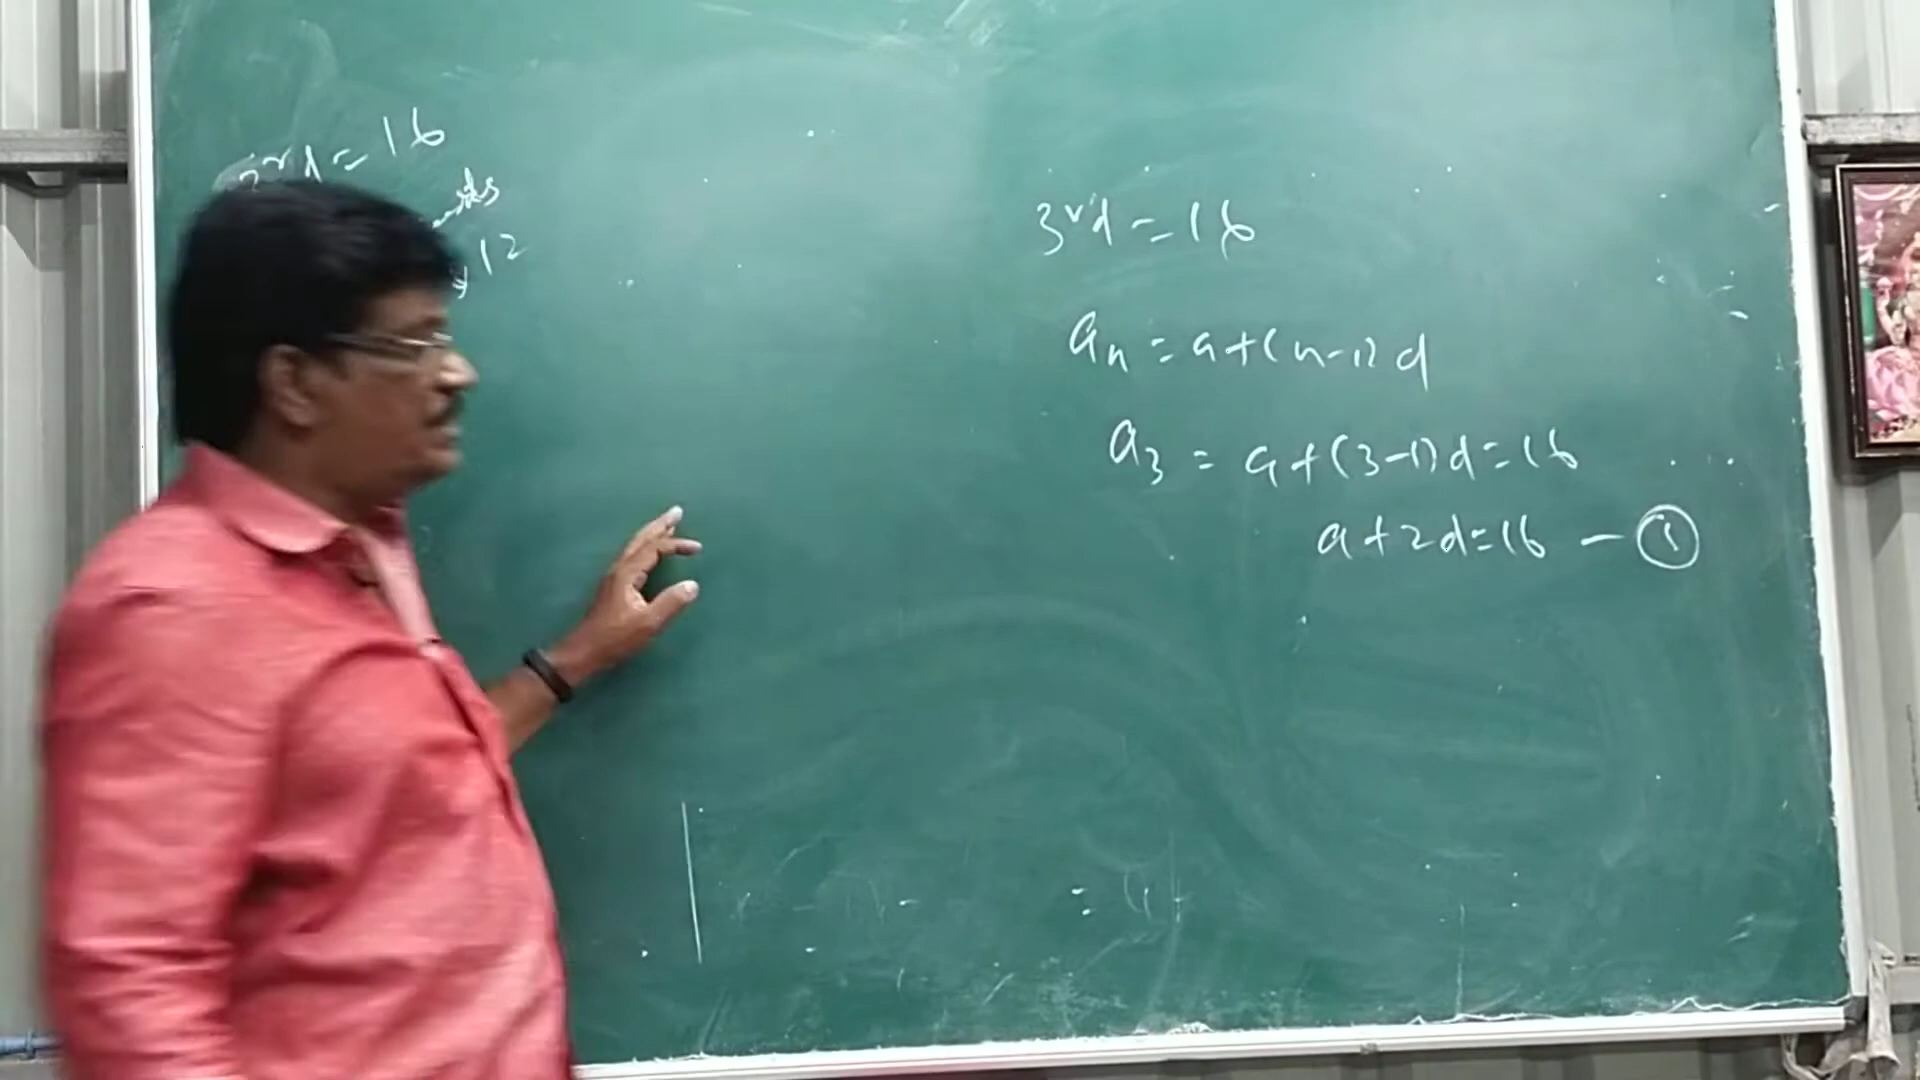 3rd = 16
12
3rd = 16
an = a+(n-1)d
a3 = a+(3-1)d=16
a+2d=16 — 1